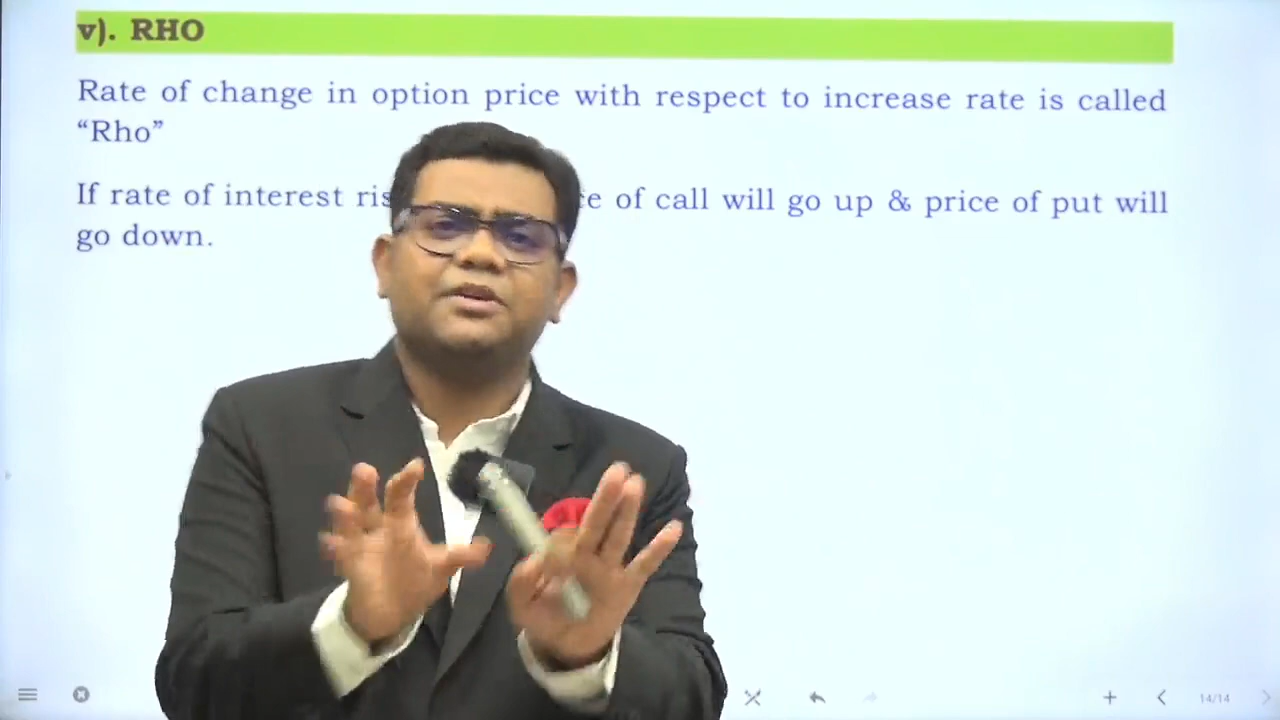 v). RHO
Rate of change in option price with respect to increase rate is called
“Rho”
If rate of interest of call will go up & price of put will
go down.
14/14